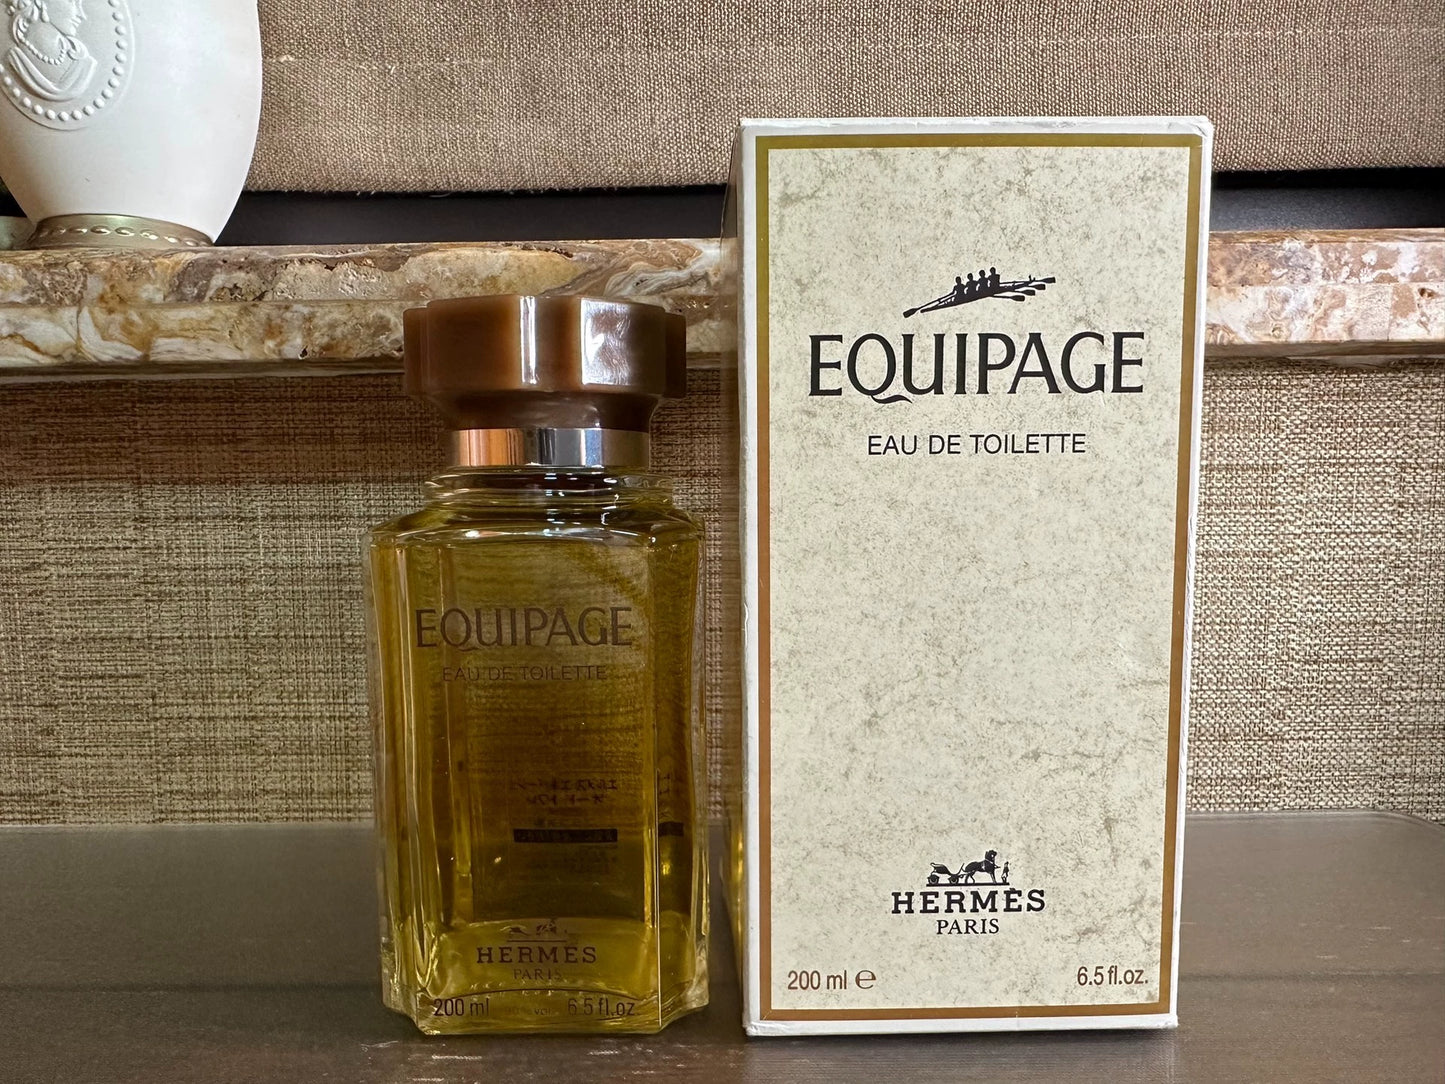 EQUIPAGE
EAU DE TOILETTE
HERMÈS
PARIS
200 ml 6.5 fl.oz.
EQUIPAGE
EAU DE TOILETTE
HERMÈS
PARIS
200 ml e 6.5 fl.oz.